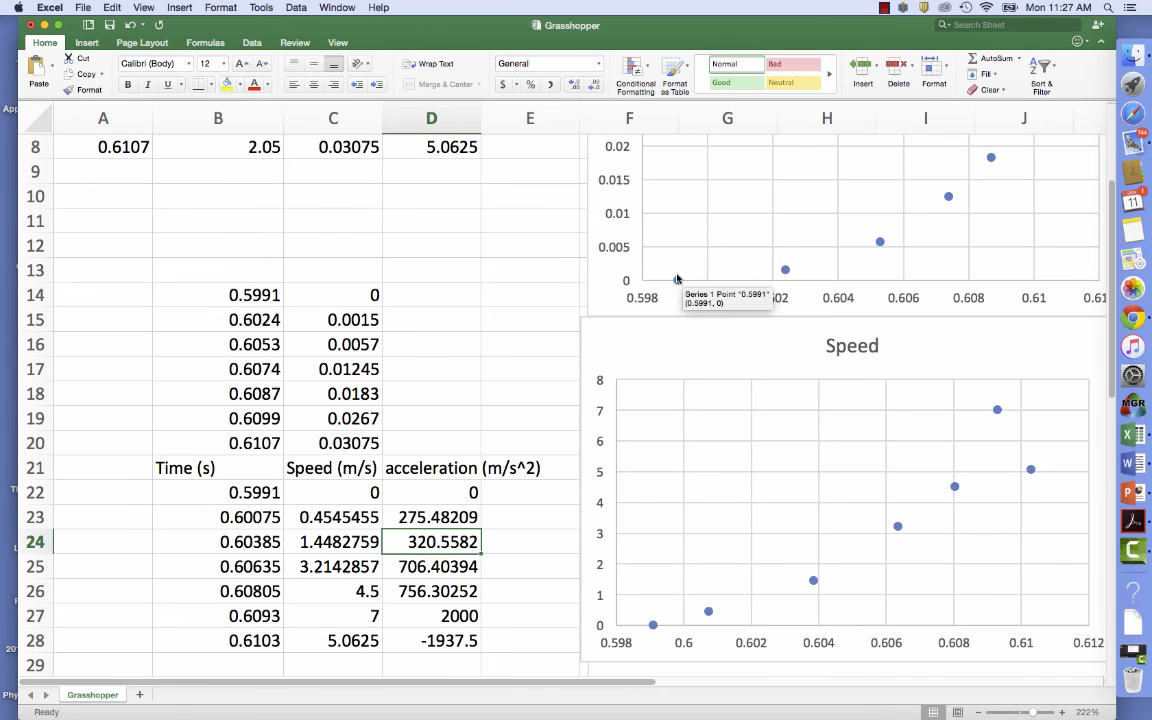 Excel File Edit View Insert Format Tools Data Window Help Mon 11:27 AM
Grasshopper Search Sheet
Home Insert Page Layout Formulas Data Review View
Cut Calibri (Body) 12 A A Wrap Text General Normal Bad AutoSum
Copy Fill
Paste Format B I U A Merge & Center $ % Conditional Formatting Format as Table Good Neutral Insert Delete Format Clear Sort & Filter
A B C D E F G H I J
8 0.6107 2.05 0.03075 5.0625
9
10
11
12
13
14 0.5991 0
15 0.6024 0.0015
16 0.6053 0.0057
17 0.6074 0.01245
18 0.6087 0.0183
19 0.6099 0.0267
20 0.6107 0.03075
21 Time (s) Speed (m/s) acceleration (m/s^2)
22 0.5991 0 0
23 0.60075 0.4545455 275.48209
24 0.60385 1.4482759 320.5582
25 0.60635 3.2142857 706.40394
26 0.60805 4.5 756.30252
27 0.6093 7 2000
28 0.6103 5.0625 -1937.5
29
0.02
0.015
0.01
0.005
0
0.598 602 0.604 0.606 0.608 0.61 0.61
Series 1 Point "0.5991"
(0.5991, 0)
Speed
8
7
6
5
4
3
2
1
0
0.598 0.6 0.602 0.604 0.606 0.608 0.61 0.612
Grasshopper
Ready 222%
744
11
MGR